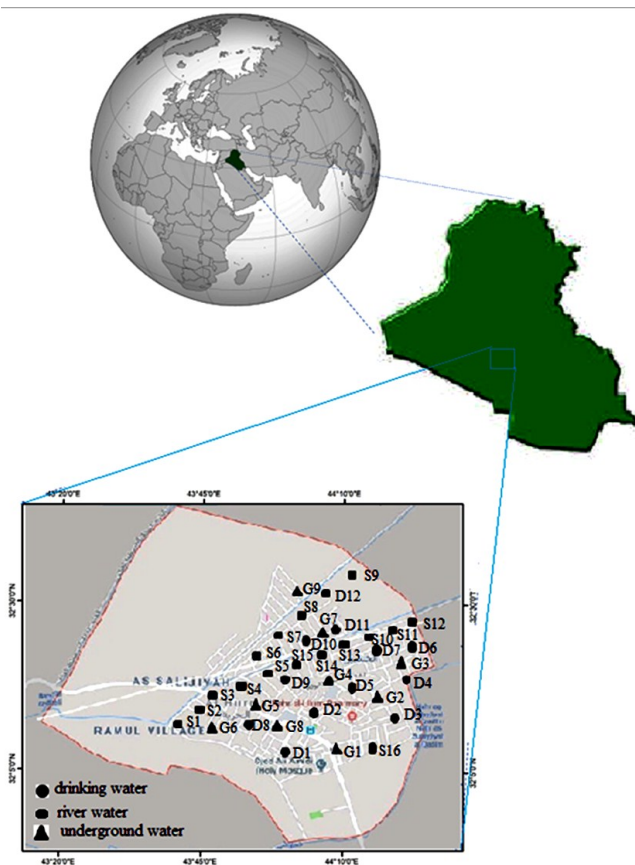 43°20'0"E 43°45'0"E 44°10'0"E
G9 S9
D12
S8
32°30'0"N
G7 D11 S12
S7 D10 S10 S11
S6 S15 S13 D7 D6
S5 S14 G3
AS SALIJIYAH D9 G4 D4
S4 D5
S3 G2
G5
S2 D2 D3
S1
RAMUL VILLAGE G6 D8 G8
D1 G1 S16
32°5'0"N
drinking water
river water
underground water
43°20'0"E 43°45'0"E 44°10'0"E